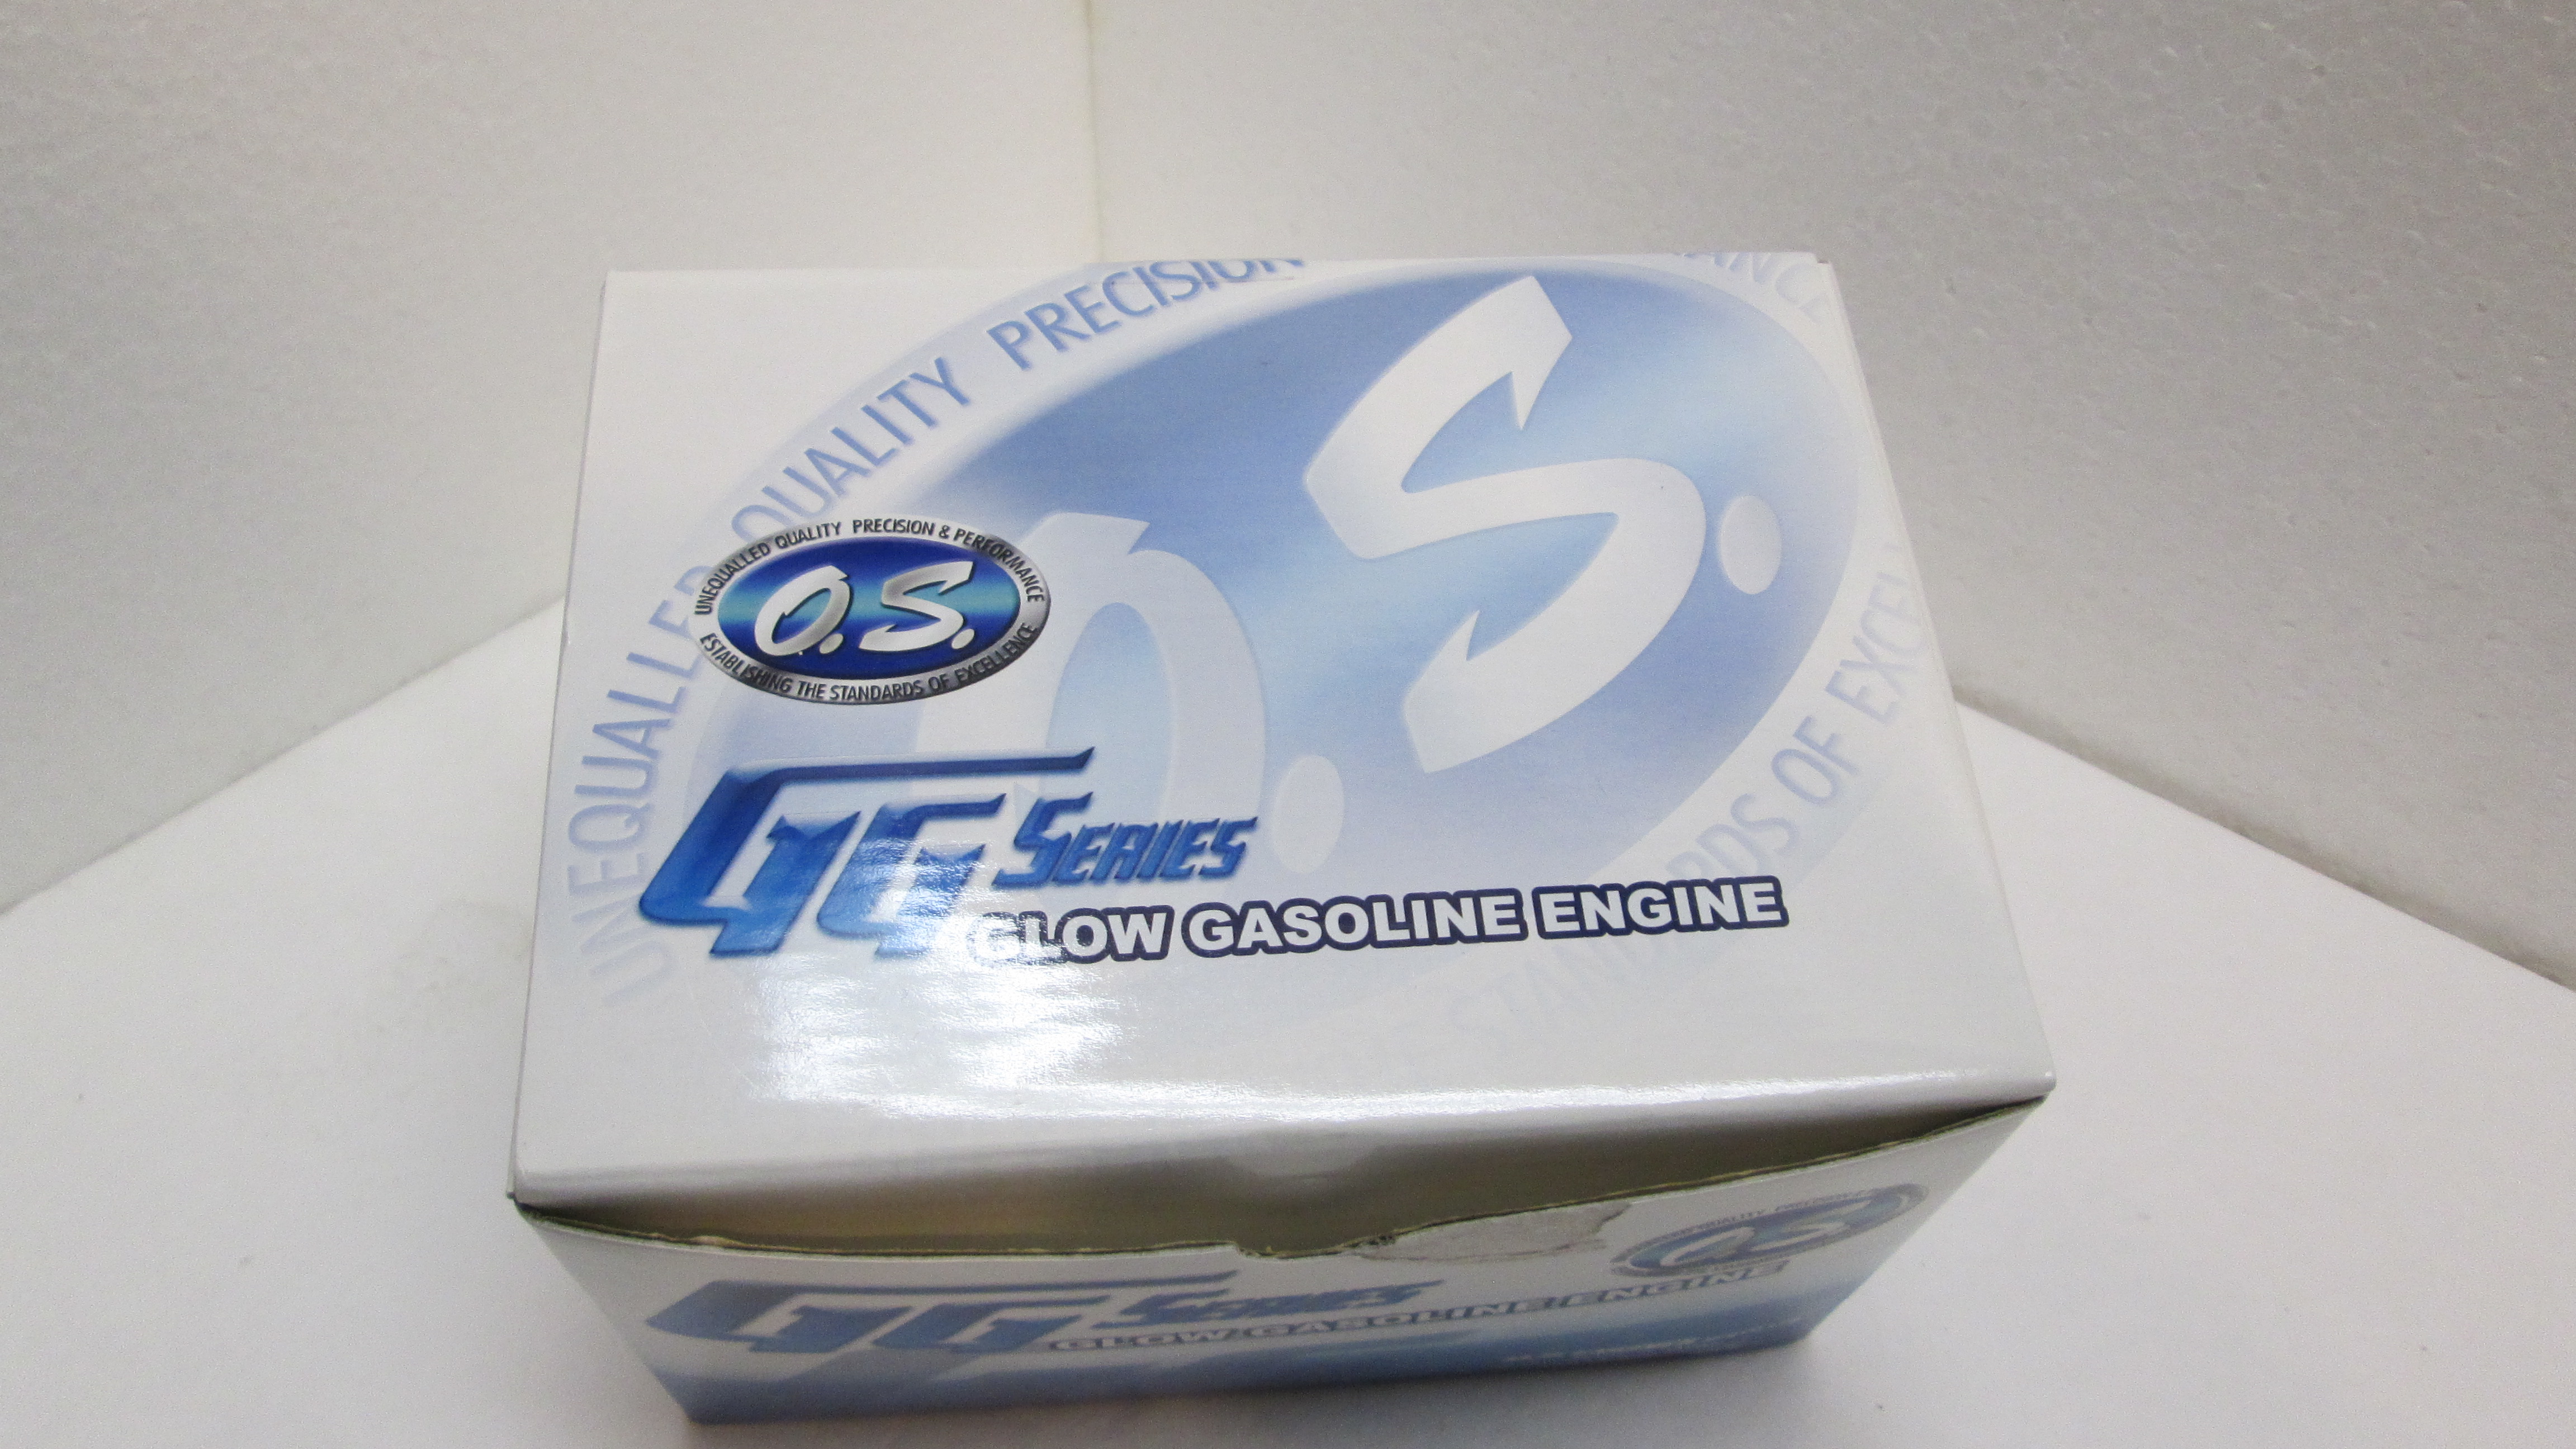 UNEQUALLED QUALITY PRECISION
STANDARDS OF EXCEL
O.S.
UNEQUALLED QUALITY PRECISION & PERFORMANCE
O.S.
ESTABLISHING THE STANDARDS OF EXCELLENCE
GG SERIES
GLOW GASOLINE ENGINE
O.S.
GG SERIES
GLOW GASOLINE ENGINE